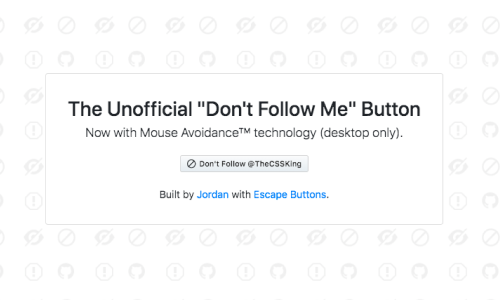 The Unofficial "Don't Follow Me" Button
Now with Mouse Avoidance™ technology (desktop only).
Don't Follow @TheCSSKing
Built by Jordan with Escape Buttons.